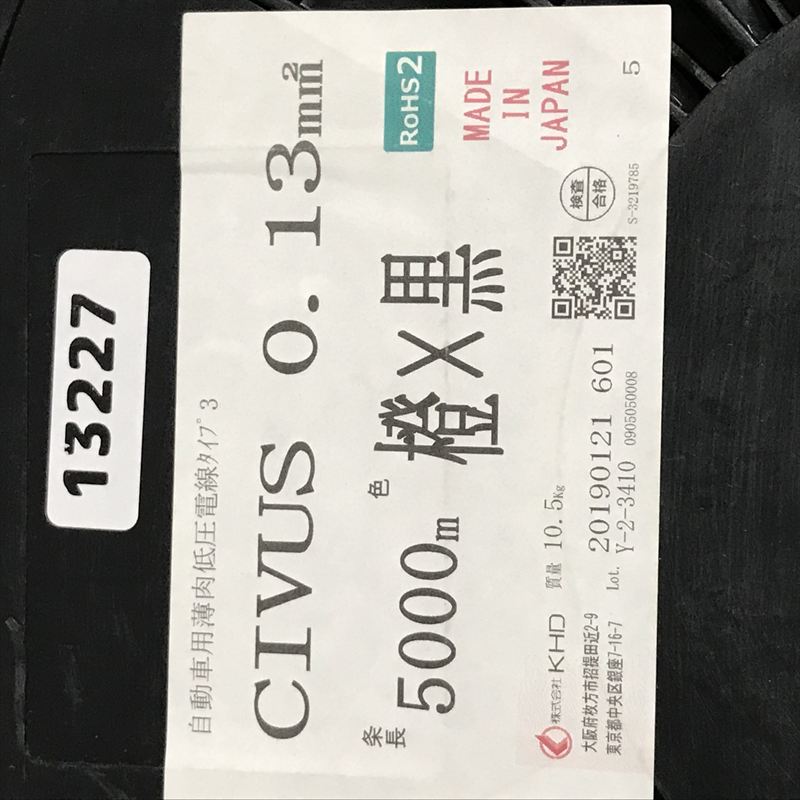 13227
自動車用薄肉低圧電線ﾀｲﾌﾟ3
CIVUS 0.13mm²
条長 5000m 色 橙×黒
RoHS2
MADE
IN
JAPAN
株式会社 KHD 質量 10.5Kg
大阪府枚方市招提田近2-9
東京都中央区銀座7-16-7
Lot. 20190121 601
Y-2-3410 0905050008
検査
合格
S-3219785
5